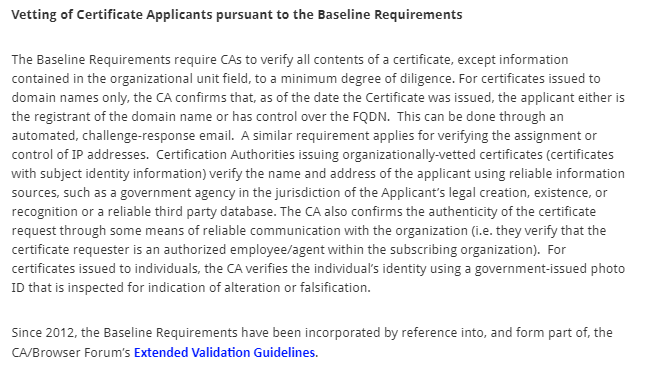 Vetting of Certificate Applicants pursuant to the Baseline Requirements
The Baseline Requirements require CAs to verify all contents of a certificate, except information
contained in the organizational unit field, to a minimum degree of diligence. For certificates issued to
domain names only, the CA confirms that, as of the date the Certificate was issued, the applicant either is
the registrant of the domain name or has control over the FQDN.  This can be done through an
automated, challenge-response email.  A similar requirement applies for verifying the assignment or
control of IP addresses.  Certification Authorities issuing organizationally-vetted certificates (certificates
with subject identity information) verify the name and address of the applicant using reliable information
sources, such as a government agency in the jurisdiction of the Applicant's legal creation, existence, or
recognition or a reliable third party database. The CA also confirms the authenticity of the certificate
request through some means of reliable communication with the organization (i.e. they verify that the
certificate requester is an authorized employee/agent within the subscribing organization).  For
certificates issued to individuals, the CA verifies the individual's identity using a government-issued photo
ID that is inspected for indication of alteration or falsification.
Since 2012, the Baseline Requirements have been incorporated by reference into, and form part of, the
CA/Browser Forum's Extended Validation Guidelines.